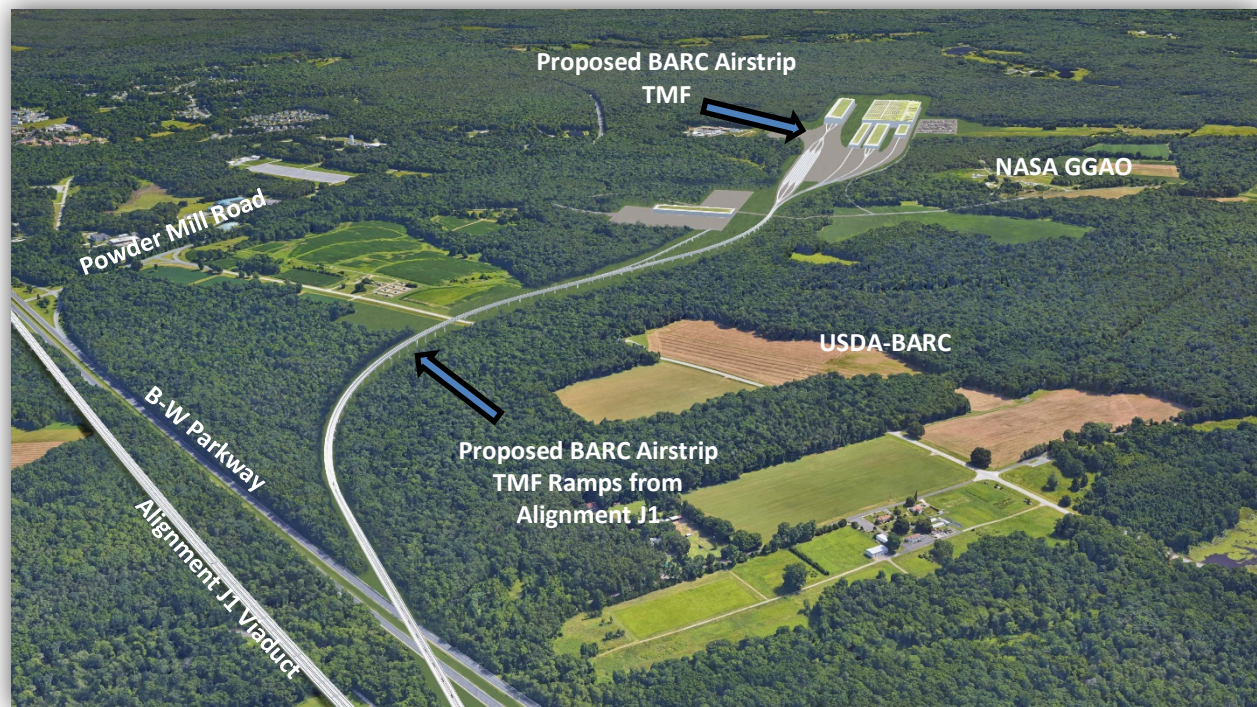 Proposed BARC Airstrip
TMF
NASA GGAO
Powder Mill Road
USDA-BARC
B-W Parkway
Proposed BARC Airstrip
TMF Ramps from
Alignment J1
Alignment J1 Viaduct